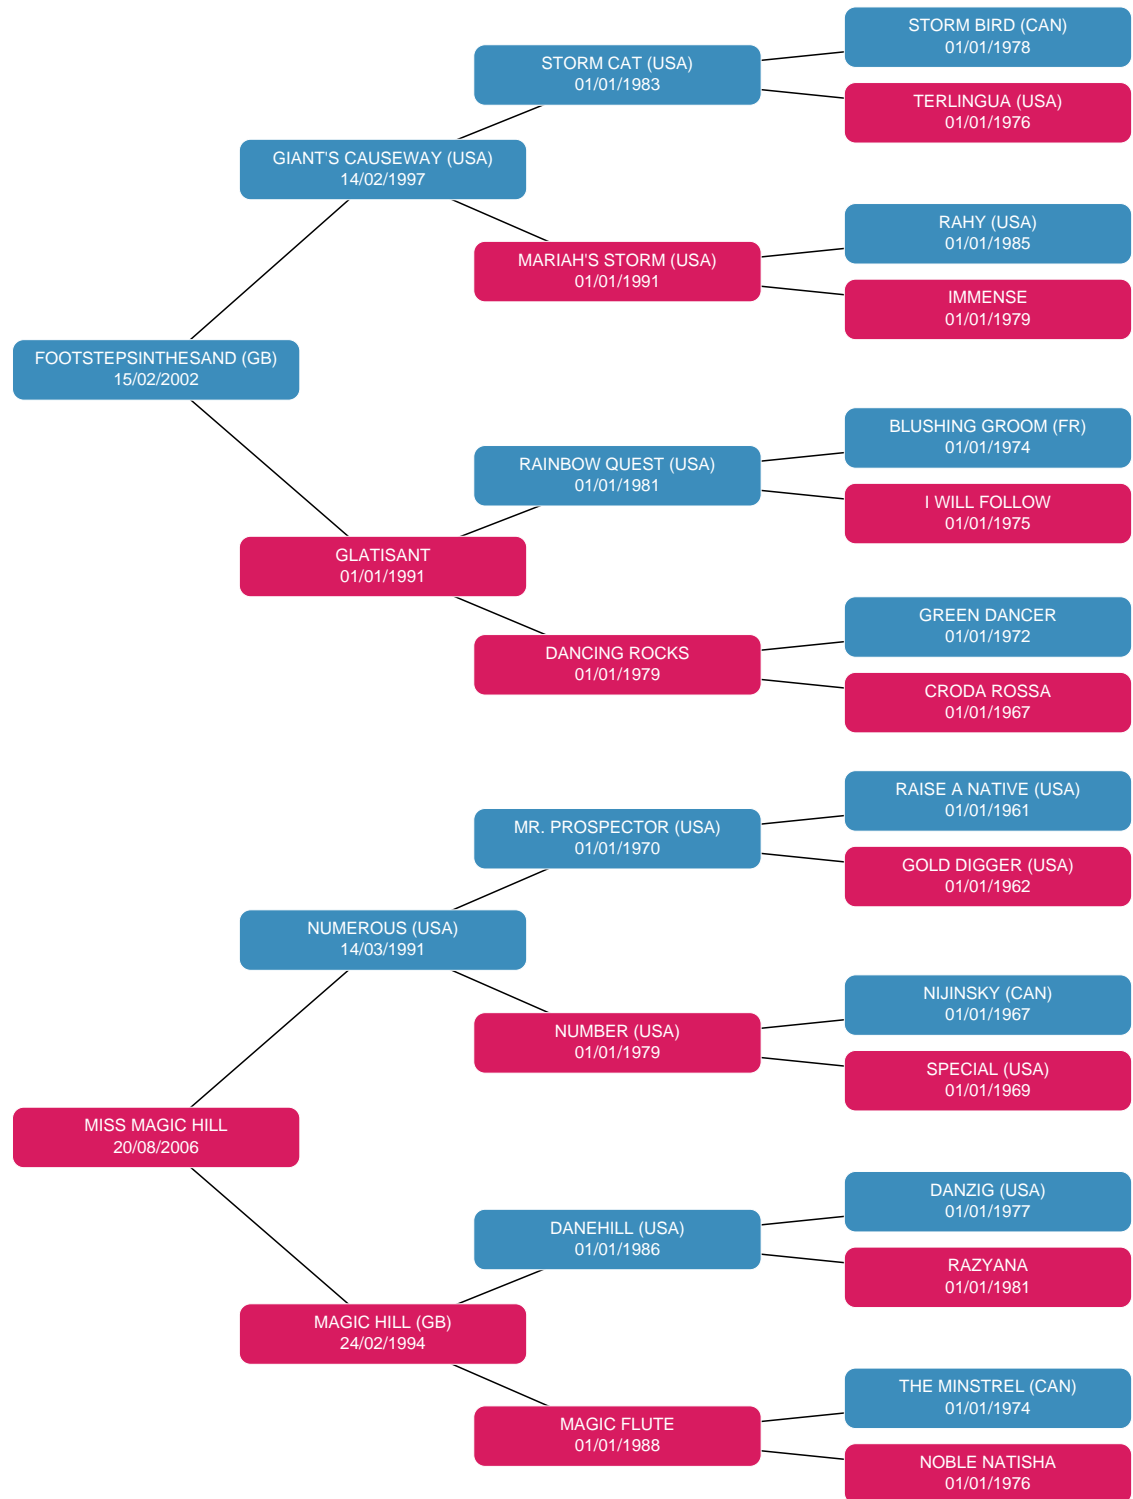 STORM BIRD (CAN)
01/01/1978
STORM CAT (USA)
01/01/1983
TERLINGUA (USA)
01/01/1976
GIANT'S CAUSEWAY (USA)
14/02/1997
RAHY (USA)
01/01/1985
MARIAH'S STORM (USA)
01/01/1991
IMMENSE
01/01/1979
FOOTSTEPSINTHESAND (GB)
15/02/2002
BLUSHING GROOM (FR)
01/01/1974
RAINBOW QUEST (USA)
01/01/1981
I WILL FOLLOW
01/01/1975
GLATISANT
01/01/1991
GREEN DANCER
01/01/1972
DANCING ROCKS
01/01/1979
CRODA ROSSA
01/01/1967
RAISE A NATIVE (USA)
01/01/1961
MR. PROSPECTOR (USA)
01/01/1970
GOLD DIGGER (USA)
01/01/1962
NUMEROUS (USA)
14/03/1991
NIJINSKY (CAN)
01/01/1967
NUMBER (USA)
01/01/1979
SPECIAL (USA)
01/01/1969
MISS MAGIC HILL
20/08/2006
DANZIG (USA)
01/01/1977
DANEHILL (USA)
01/01/1986
RAZYANA
01/01/1981
MAGIC HILL (GB)
24/02/1994
THE MINSTREL (CAN)
01/01/1974
MAGIC FLUTE
01/01/1988
NOBLE NATISHA
01/01/1976